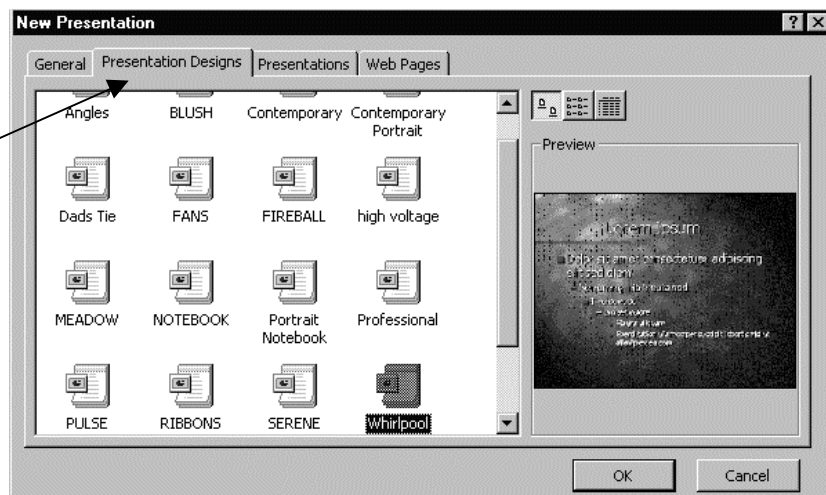 New Presentation
General
Presentation Designs
Presentations
Web Pages
Angles
BLUSH
Contemporary
Contemporary
Portrait
Dads Tie
FANS
FIREBALL
high voltage
MEADOW
NOTEBOOK
Portrait
Notebook
Professional
PULSE
RIBBONS
SERENE
Whirlpool
Preview
Lorem Ipsum
OK
Cancel